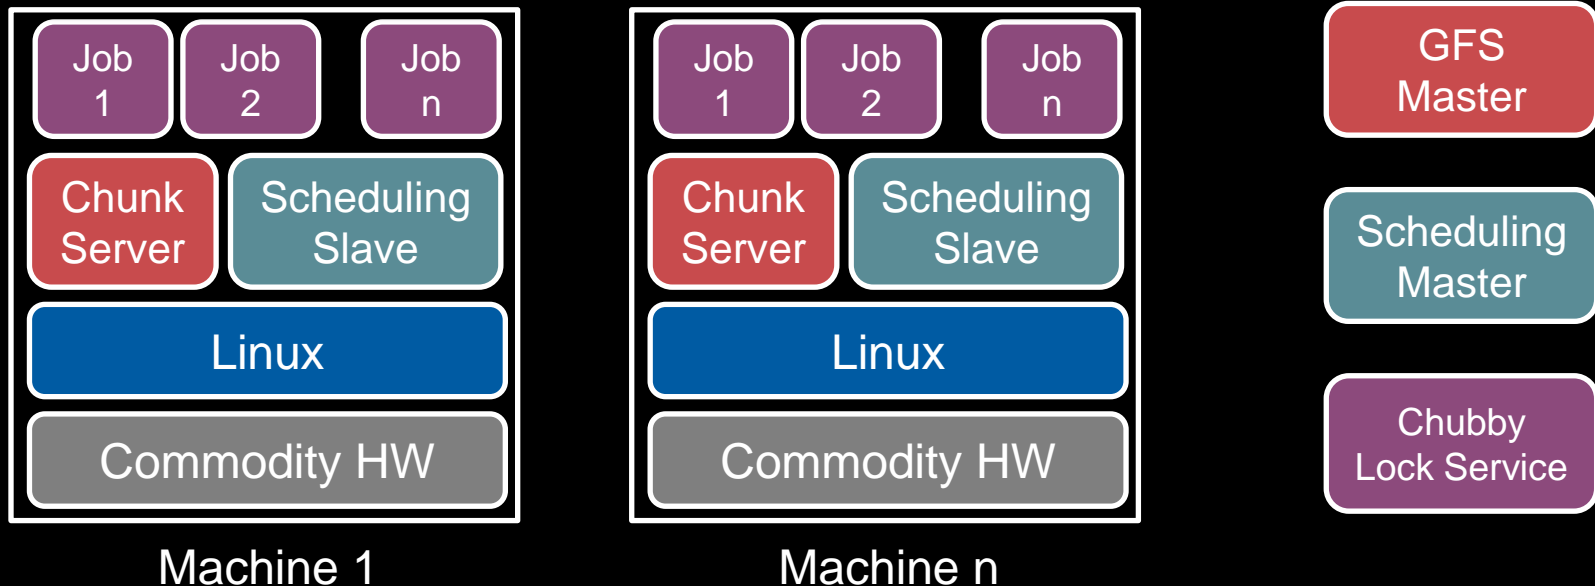 Job
1
Job
2
Job
n
Chunk
Server
Scheduling
Slave
Linux
Commodity HW
Machine 1
Job
1
Job
2
Job
n
Chunk
Server
Scheduling
Slave
Linux
Commodity HW
Machine n
GFS
Master
Scheduling
Master
Chubby
Lock Service